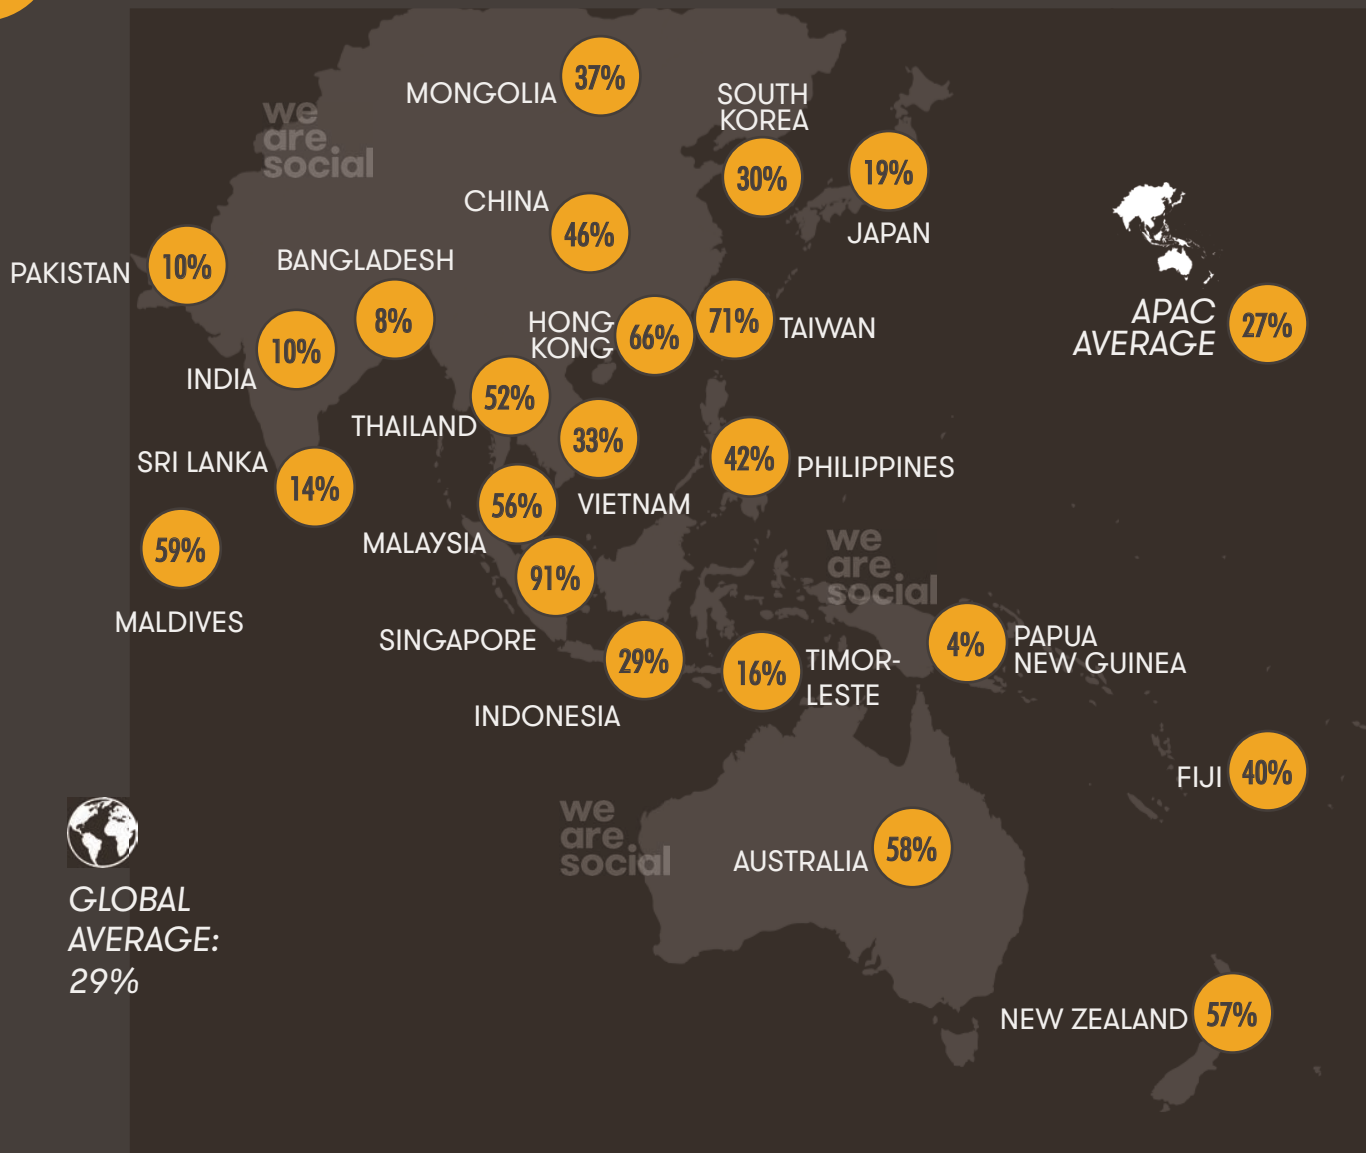 37%
MONGOLIA
SOUTH
KOREA
we
are
social
30%
19%
CHINA
46%
JAPAN
BANGLADESH
PAKISTAN
10%
8%
HONG
KONG
66%
71%
TAIWAN
APAC
AVERAGE
27%
10%
INDIA
52%
THAILAND
33%
VIETNAM
42%
PHILIPPINES
SRI LANKA
14%
56%
MALAYSIA
59%
MALDIVES
91%
SINGAPORE
we
are
social
29%
INDONESIA
16%
TIMOR-
LESTE
4%
PAPUA
NEW GUINEA
FIJI
40%
we
are
social
AUSTRALIA
58%
GLOBAL
AVERAGE:
29%
NEW ZEALAND
57%